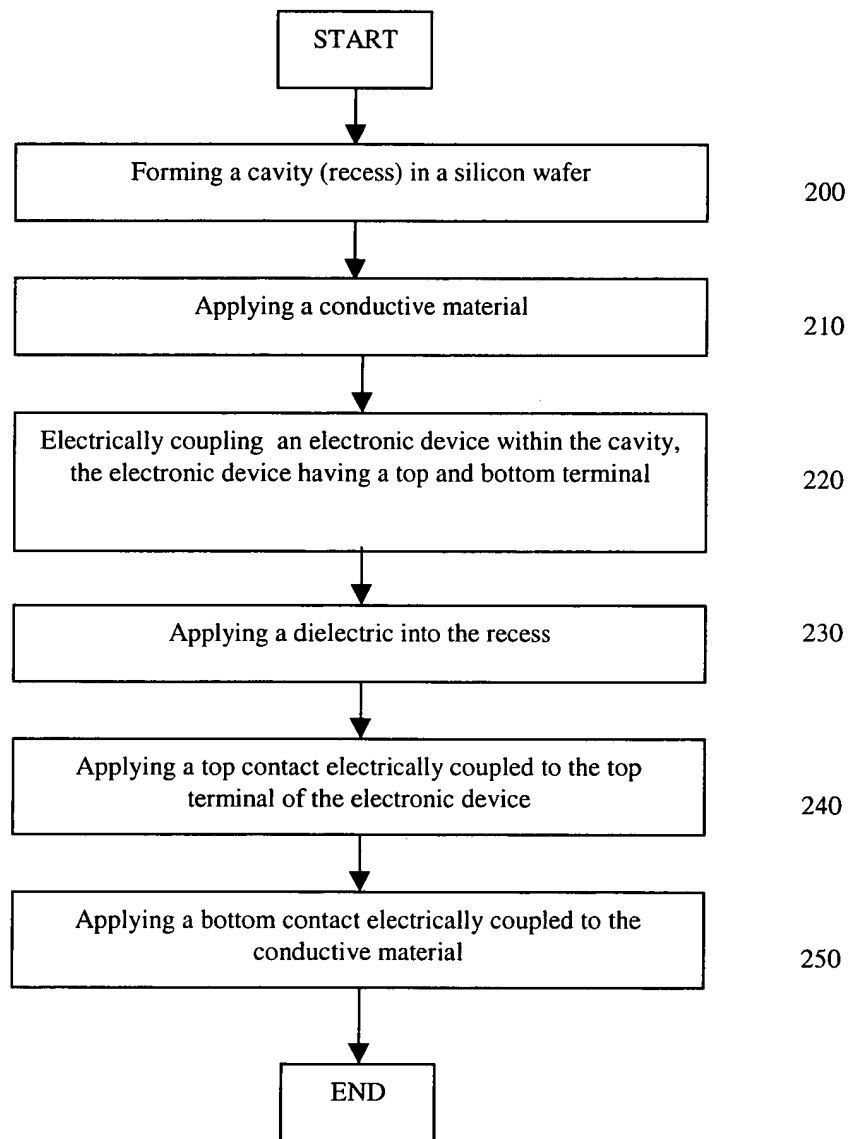 START
Forming a cavity (recess) in a silicon wafer
200
Applying a conductive material
210
Electrically coupling an electronic device within the cavity,
the electronic device having a top and bottom terminal
220
Applying a dielectric into the recess
230
Applying a top contact electrically coupled to the top
terminal of the electronic device
240
Applying a bottom contact electrically coupled to the
conductive material
250
END